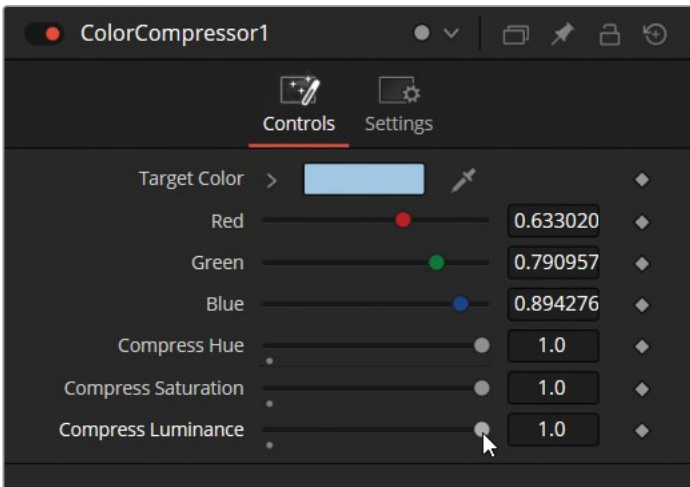 ColorCompressor1
Controls Settings
Target Color
Red 0.633020
Green 0.790957
Blue 0.894276
Compress Hue 1.0
Compress Saturation 1.0
Compress Luminance 1.0